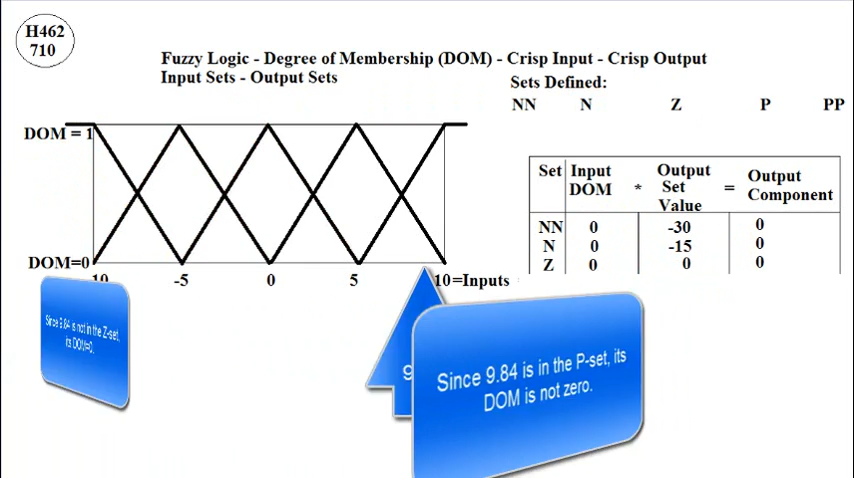 H462
710
Fuzzy Logic - Degree of Membership (DOM) - Crisp Input - Crisp Output
Input Sets - Output Sets
Sets Defined:
NN N Z P PP
DOM = 1
DOM=0
-5 0 5 10=Inputs
Set Input DOM * Output Set Value = Output Component
NN 0 -30 0
N 0 -15 0
Z 0 0 0
Since 9.84 is not in the Z-set,
its DOM=0.
9
Since 9.84 is in the P-set, its
DOM is not zero.